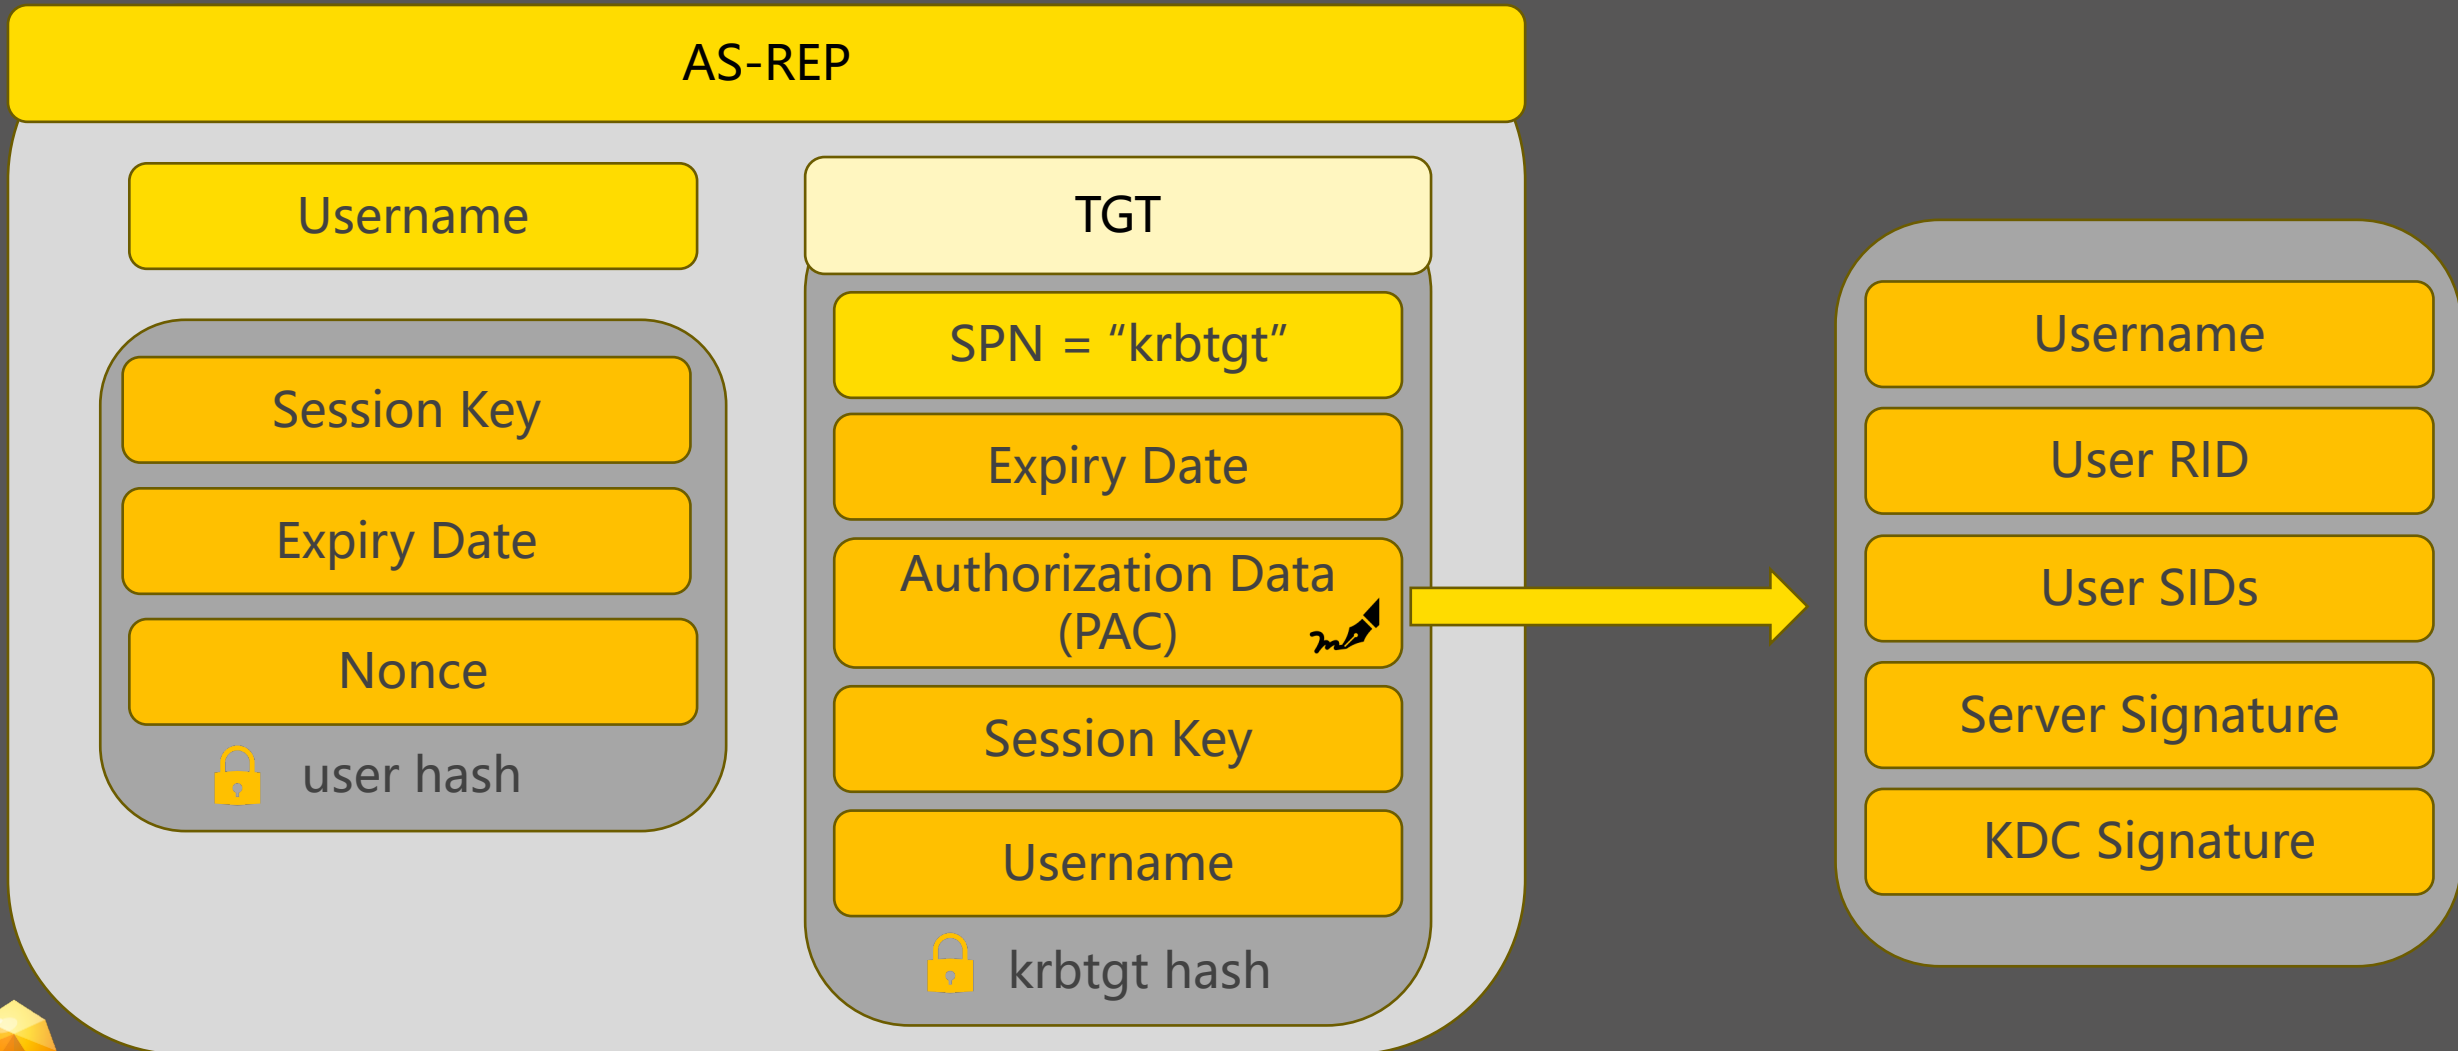 AS-REP
Username
Session Key
Expiry Date
Nonce
user hash
TGT
SPN = “krbtgt”
Expiry Date
Authorization Data
(PAC)
Session Key
Username
krbtgt hash
Username
User RID
User SIDs
Server Signature
KDC Signature